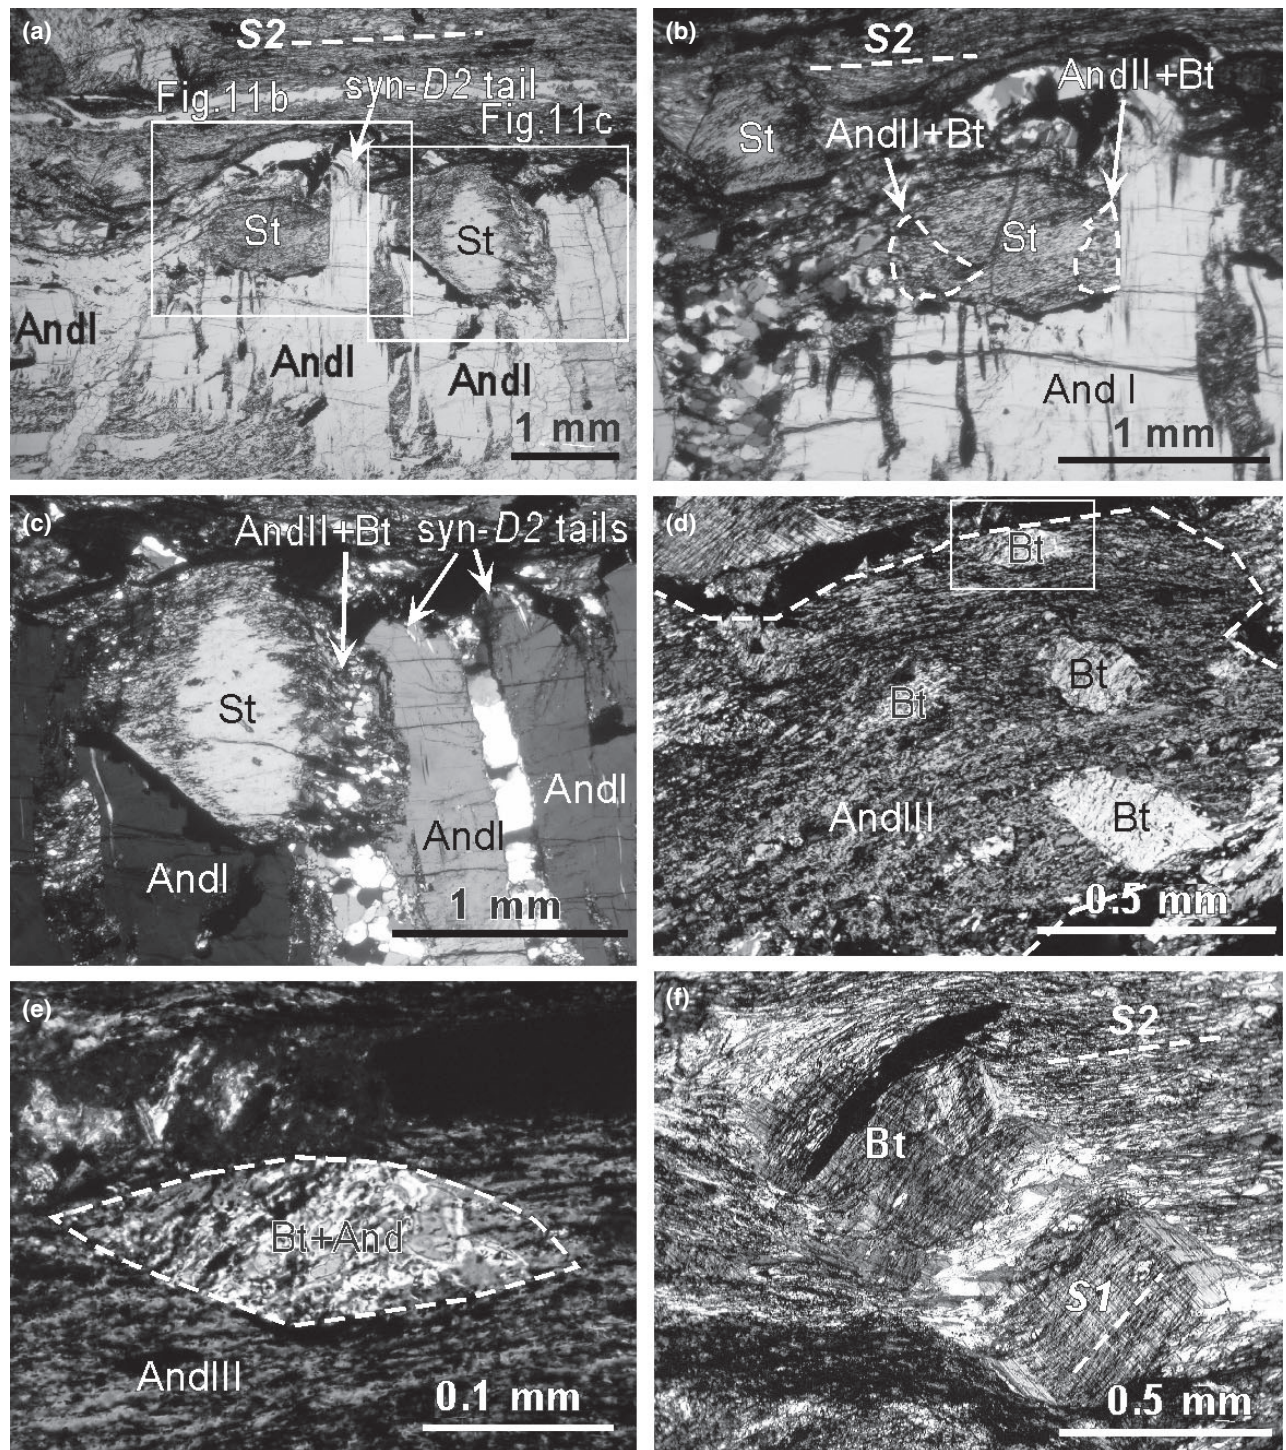 (a)
S2
Fig.11b
syn-D2 tail
Fig.11c
St
St
AndI
AndI
AndI
1 mm
(b)
S2
AndII+Bt
St
AndII+Bt
St
And I
1 mm
(c)
AndII+Bt
syn-D2 tails
St
AndI
AndI
AndI
1 mm
(d)
Bt
Bt
Bt
AndIII
Bt
0.5 mm
(e)
Bt+And
AndIII
0.1 mm
(f)
S2
Bt
S1
0.5 mm